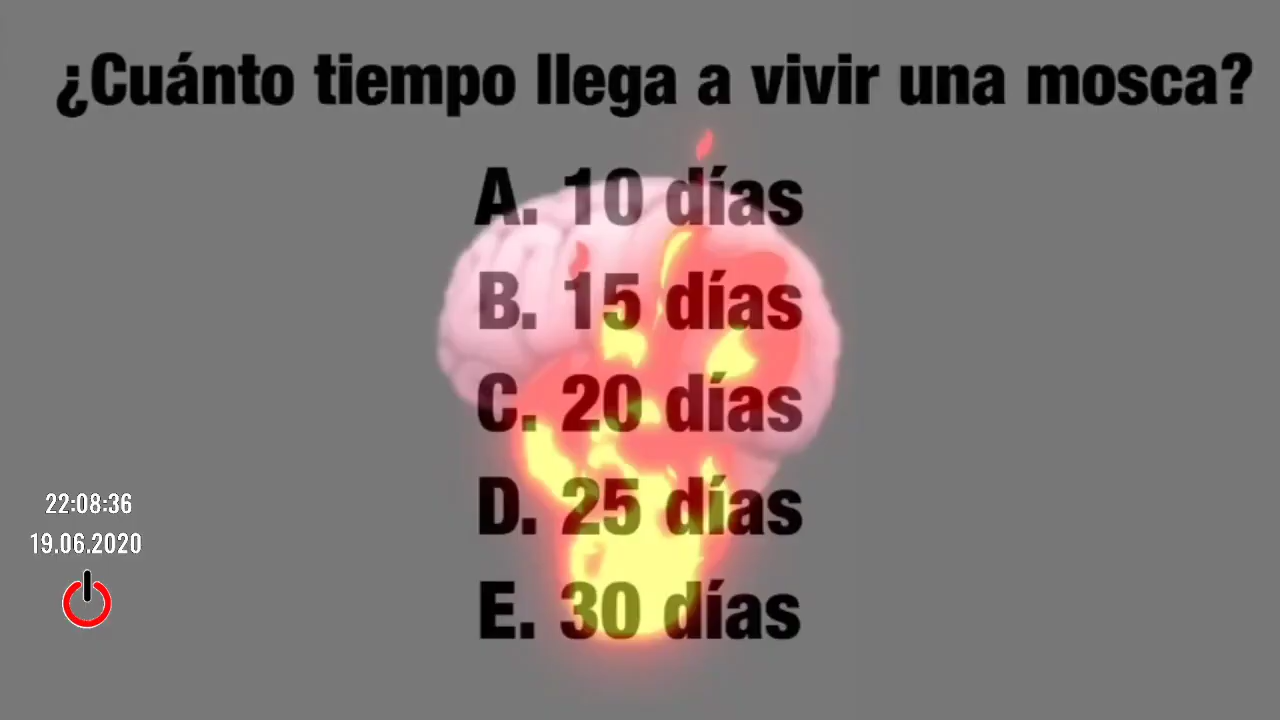 ¿Cuánto tiempo llega a vivir una mosca?
A. 10 días
B. 15 días
C. 20 días
D. 25 días
E. 30 días
22:08:36
19.06.2020